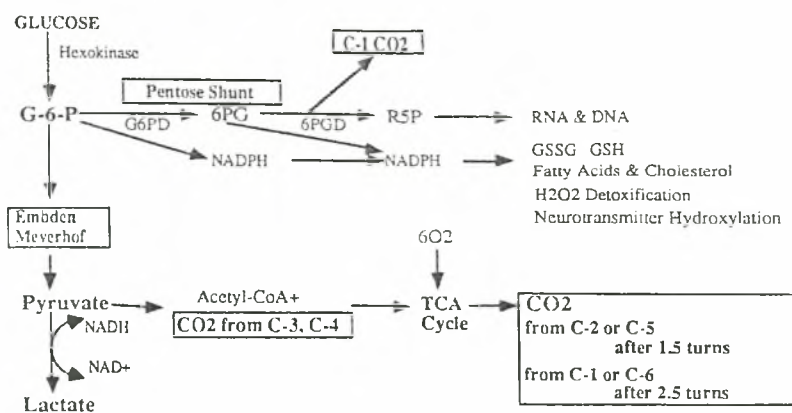 GLUCOSE
Hexokinase
C-1 CO2
Pentose Shunt
G-6-P
G6PD
6PG
6PGD
R5P
RNA & DNA
NADPH
NADPH
GSSG GSH
Fatty Acids & Cholesterol
H2O2 Detoxification
Neurotransmitter Hydroxylation
Embden
Meyerhof
6O2
Pyruvate
Acetyl-CoA+
CO2 from C-3, C-4
TCA
Cycle
CO2
from C-2 or C-5
after 1.5 turns
from C-1 or C-6
after 2.5 turns
NADH
NAD+
Lactate